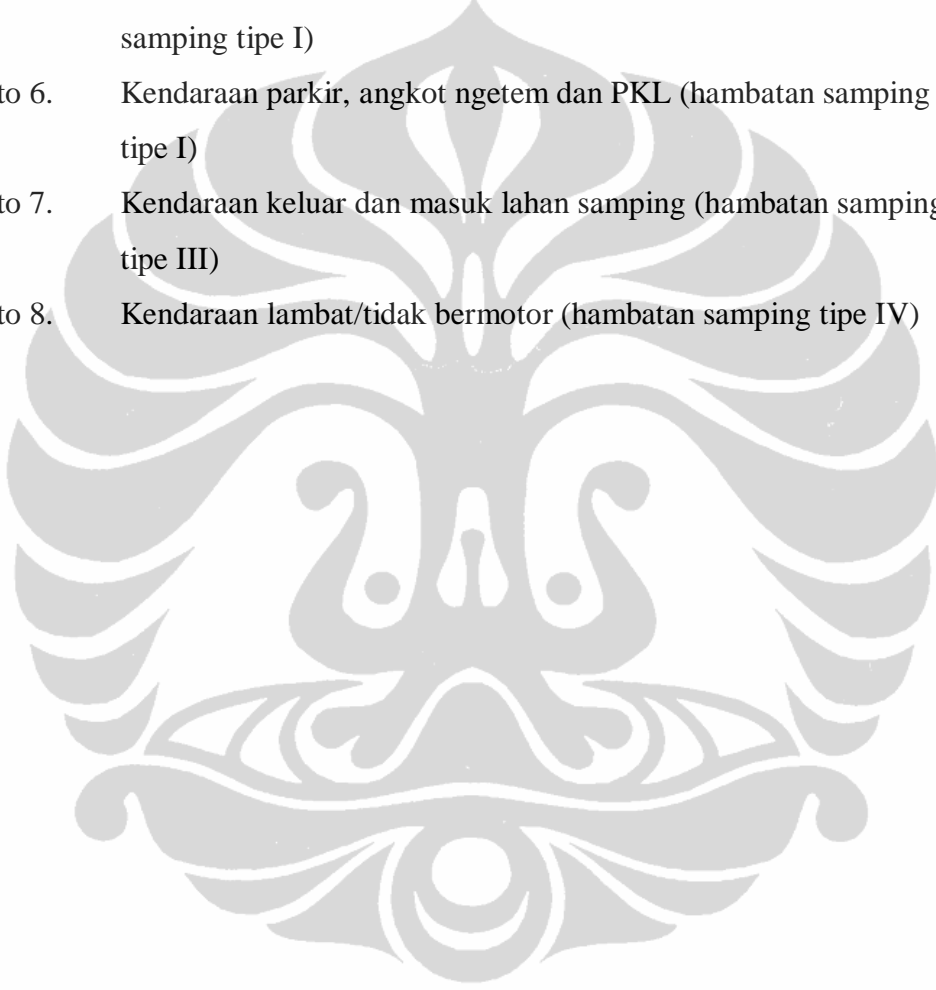 samping tipe I)
to 6. Kendaraan parkir, angkot ngetem dan PKL (hambatan samping
tipe I)
to 7. Kendaraan keluar dan masuk lahan samping (hambatan samping
tipe III)
to 8. Kendaraan lambat/tidak bermotor (hambatan samping tipe IV)